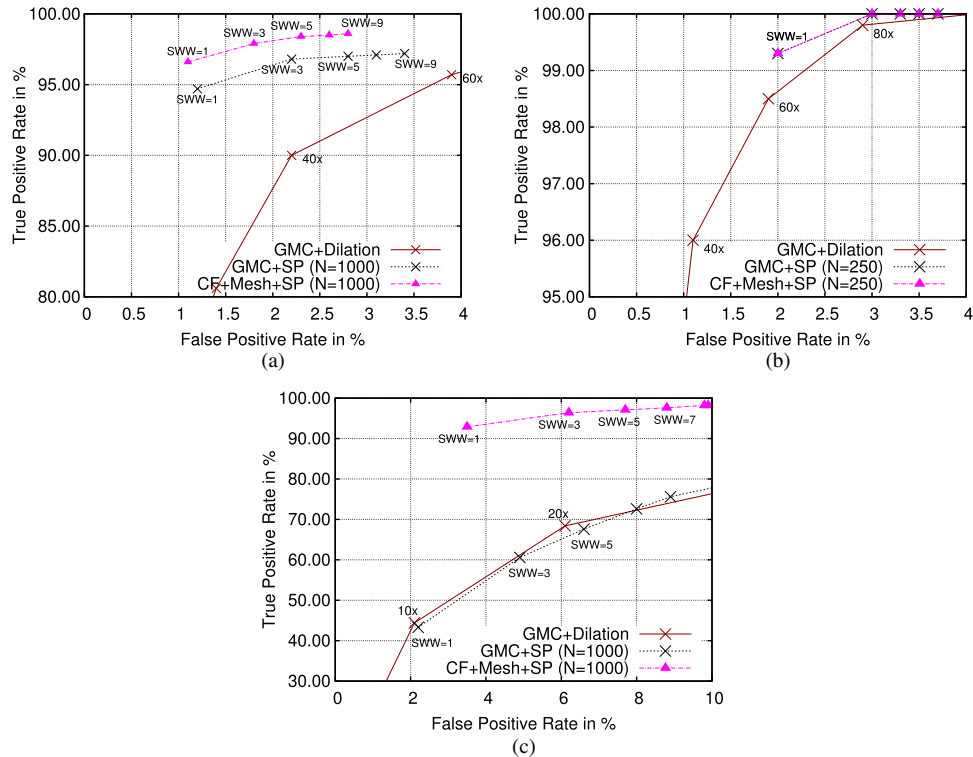 100.00
95.00
90.00
85.00
80.00
True Positive Rate in %
SWW=1
SWW=3
SWW=5
SWW=9
SWW=1
SWW=3
SWW=5
SWW=9
60x
40x
GMC+Dilation
GMC+SP (N=1000)
CF+Mesh+SP (N=1000)
0 0.5 1 1.5 2 2.5 3 3.5 4
False Positive Rate in %
(a)
100.00
99.00
98.00
97.00
96.00
95.00
True Positive Rate in %
SWW=1
80x
60x
40x
GMC+Dilation
GMC+SP (N=250)
CF+Mesh+SP (N=250)
0 0.5 1 1.5 2 2.5 3 3.5 4
False Positive Rate in %
(b)
100.00
90.00
80.00
70.00
60.00
50.00
40.00
30.00
True Positive Rate in %
SWW=1
SWW=3
SWW=5
SWW=7
20x
SWW=5
SWW=3
10x
SWW=1
GMC+Dilation
GMC+SP (N=1000)
CF+Mesh+SP (N=1000)
0 2 4 6 8 10
False Positive Rate in %
(c)